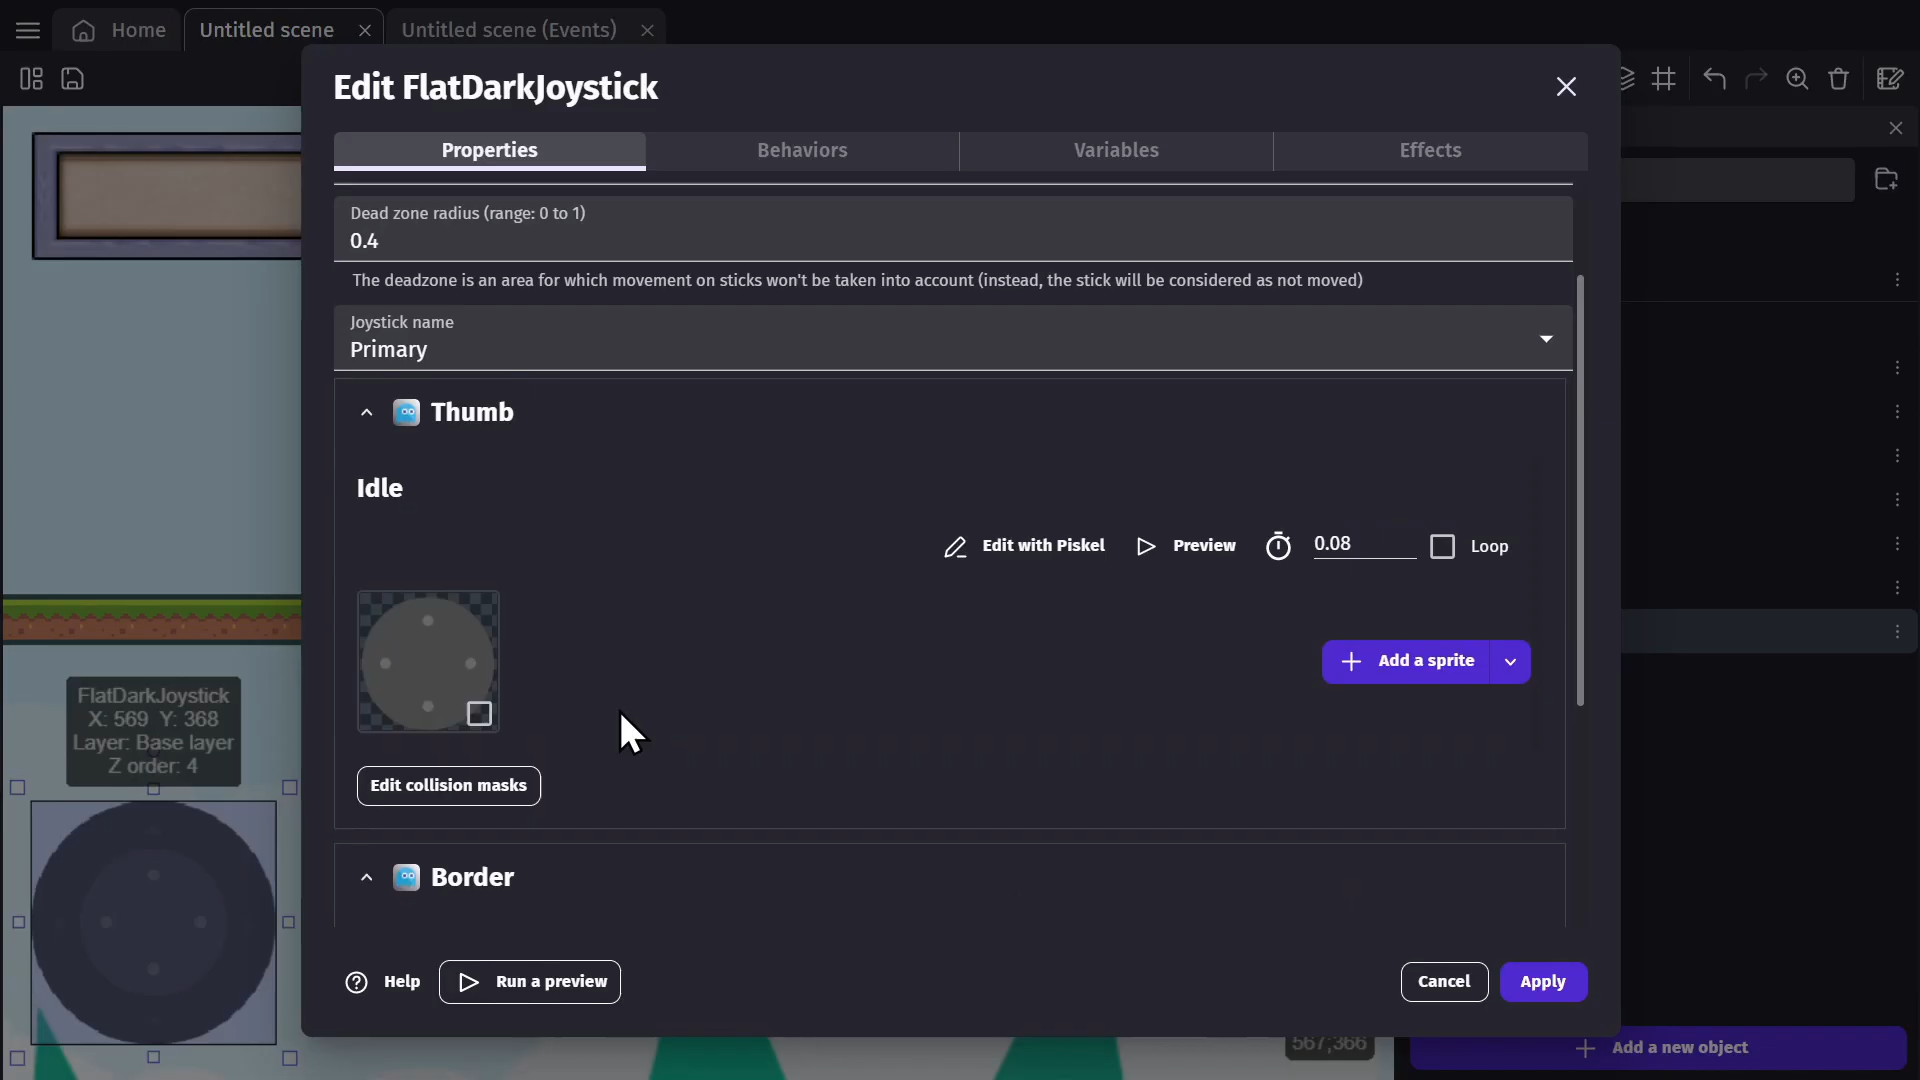 Home
Untitled scene
Untitled scene (Events)
Edit FlatDarkJoystick
Properties
Behaviors
Variables
Effects
Dead zone radius (range: 0 to 1)
0.4
The deadzone is an area for which movement on sticks won't be taken into account (instead, the stick will be considered as not moved)
Joystick name
Primary
Thumb
Idle
Edit with Piskel
Preview
0.08
Loop
Add a sprite
FlatDarkJoystick
X: 569 Y: 368
Layer: Base layer
Z order: 4
Edit collision masks
Border
Help
Run a preview
Cancel
Apply
567;366
Add a new object